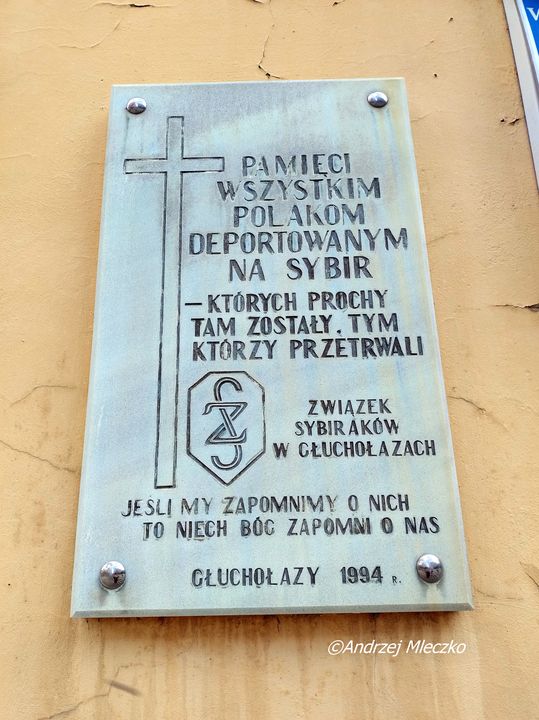 PAMIĘCI
WSZYSTKIM
POLAKOM
DEPORTOWANYM
NA SYBIR
– KTÓRYCH PROCHY
TAM ZOSTAŁY, TYM
KTÓRZY PRZETRWALI
ZWIĄZEK
SYBIRAKÓW
W GŁUCHOŁAZACH
JEŚLI MY ZAPOMNIMY O NICH
TO NIECH BÓG ZAPOMNI O NAS
GŁUCHOŁAZY 1994 R.
©Andrzej Mleczko